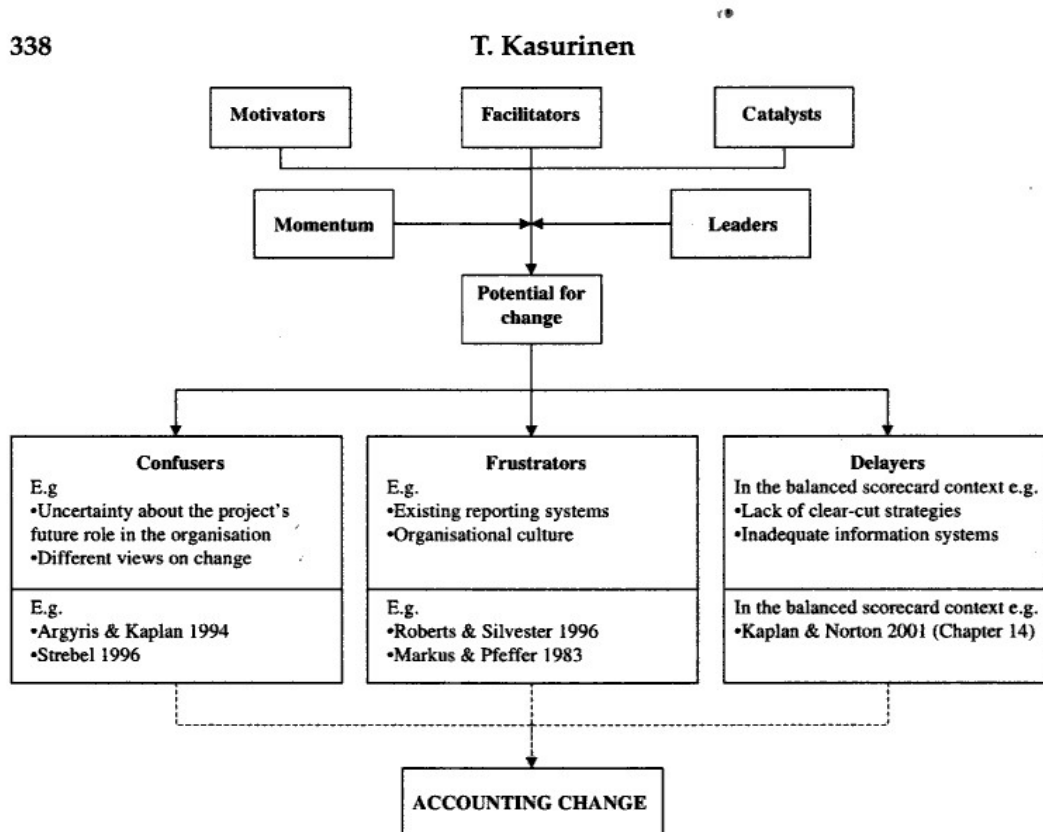 338
T. Kasurinen
Motivators
Facilitators
Catalysts
Momentum
Leaders
Potential for
change
Confusers
E.g
•Uncertainty about the project's
future role in the organisation
•Different views on change
E.g.
•Argyris & Kaplan 1994
•Strebel 1996
Frustrators
E.g.
•Existing reporting systems
•Organisational culture
E.g.
•Roberts & Silvester 1996
•Markus & Pfeffer 1983
Delayers
In the balanced scorecard context e.g.
•Lack of clear-cut strategies
•Inadequate information systems
In the balanced scorecard context e.g.
•Kaplan & Norton 2001 (Chapter 14)
ACCOUNTING CHANGE